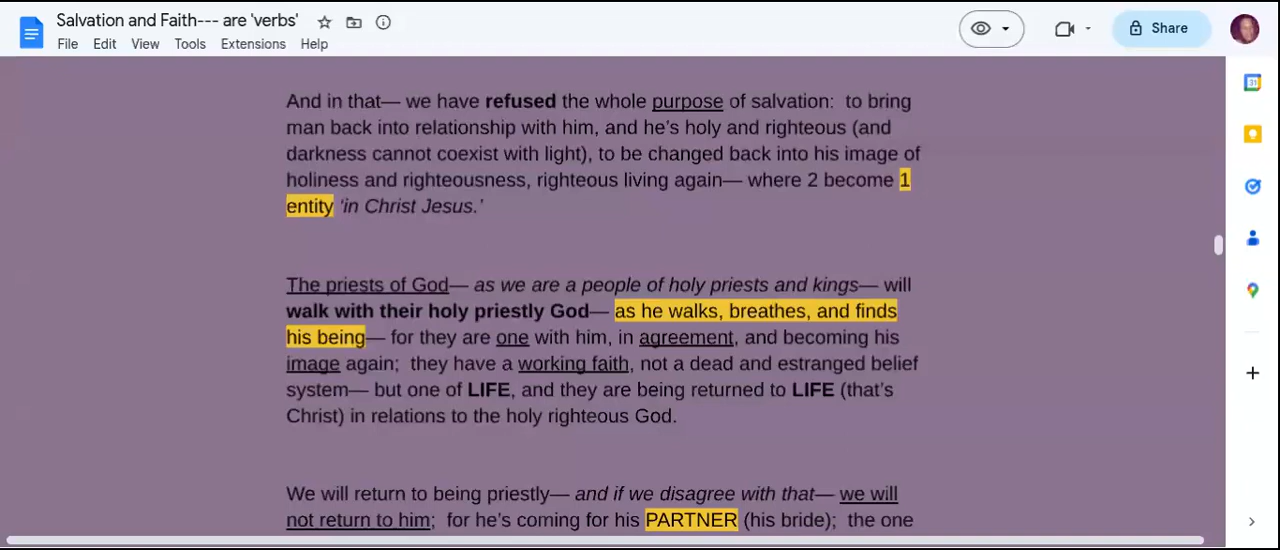 Salvation and Faith--- are 'verbs'
File Edit View Tools Extensions Help
Share
31
And in that— we have refused the whole purpose of salvation:  to bring
man back into relationship with him, and he's holy and righteous (and
darkness cannot coexist with light), to be changed back into his image of
holiness and righteousness, righteous living again— where 2 become 1
entity 'in Christ Jesus.'
The priests of God— as we are a people of holy priests and kings— will
walk with their holy priestly God— as he walks, breathes, and finds
his being— for they are one with him, in agreement, and becoming his
image again;  they have a working faith, not a dead and estranged belief
system— but one of LIFE, and they are being returned to LIFE (that's
Christ) in relations to the holy righteous God.
We will return to being priestly— and if we disagree with that— we will
not return to him;  for he's coming for his PARTNER (his bride);  the one